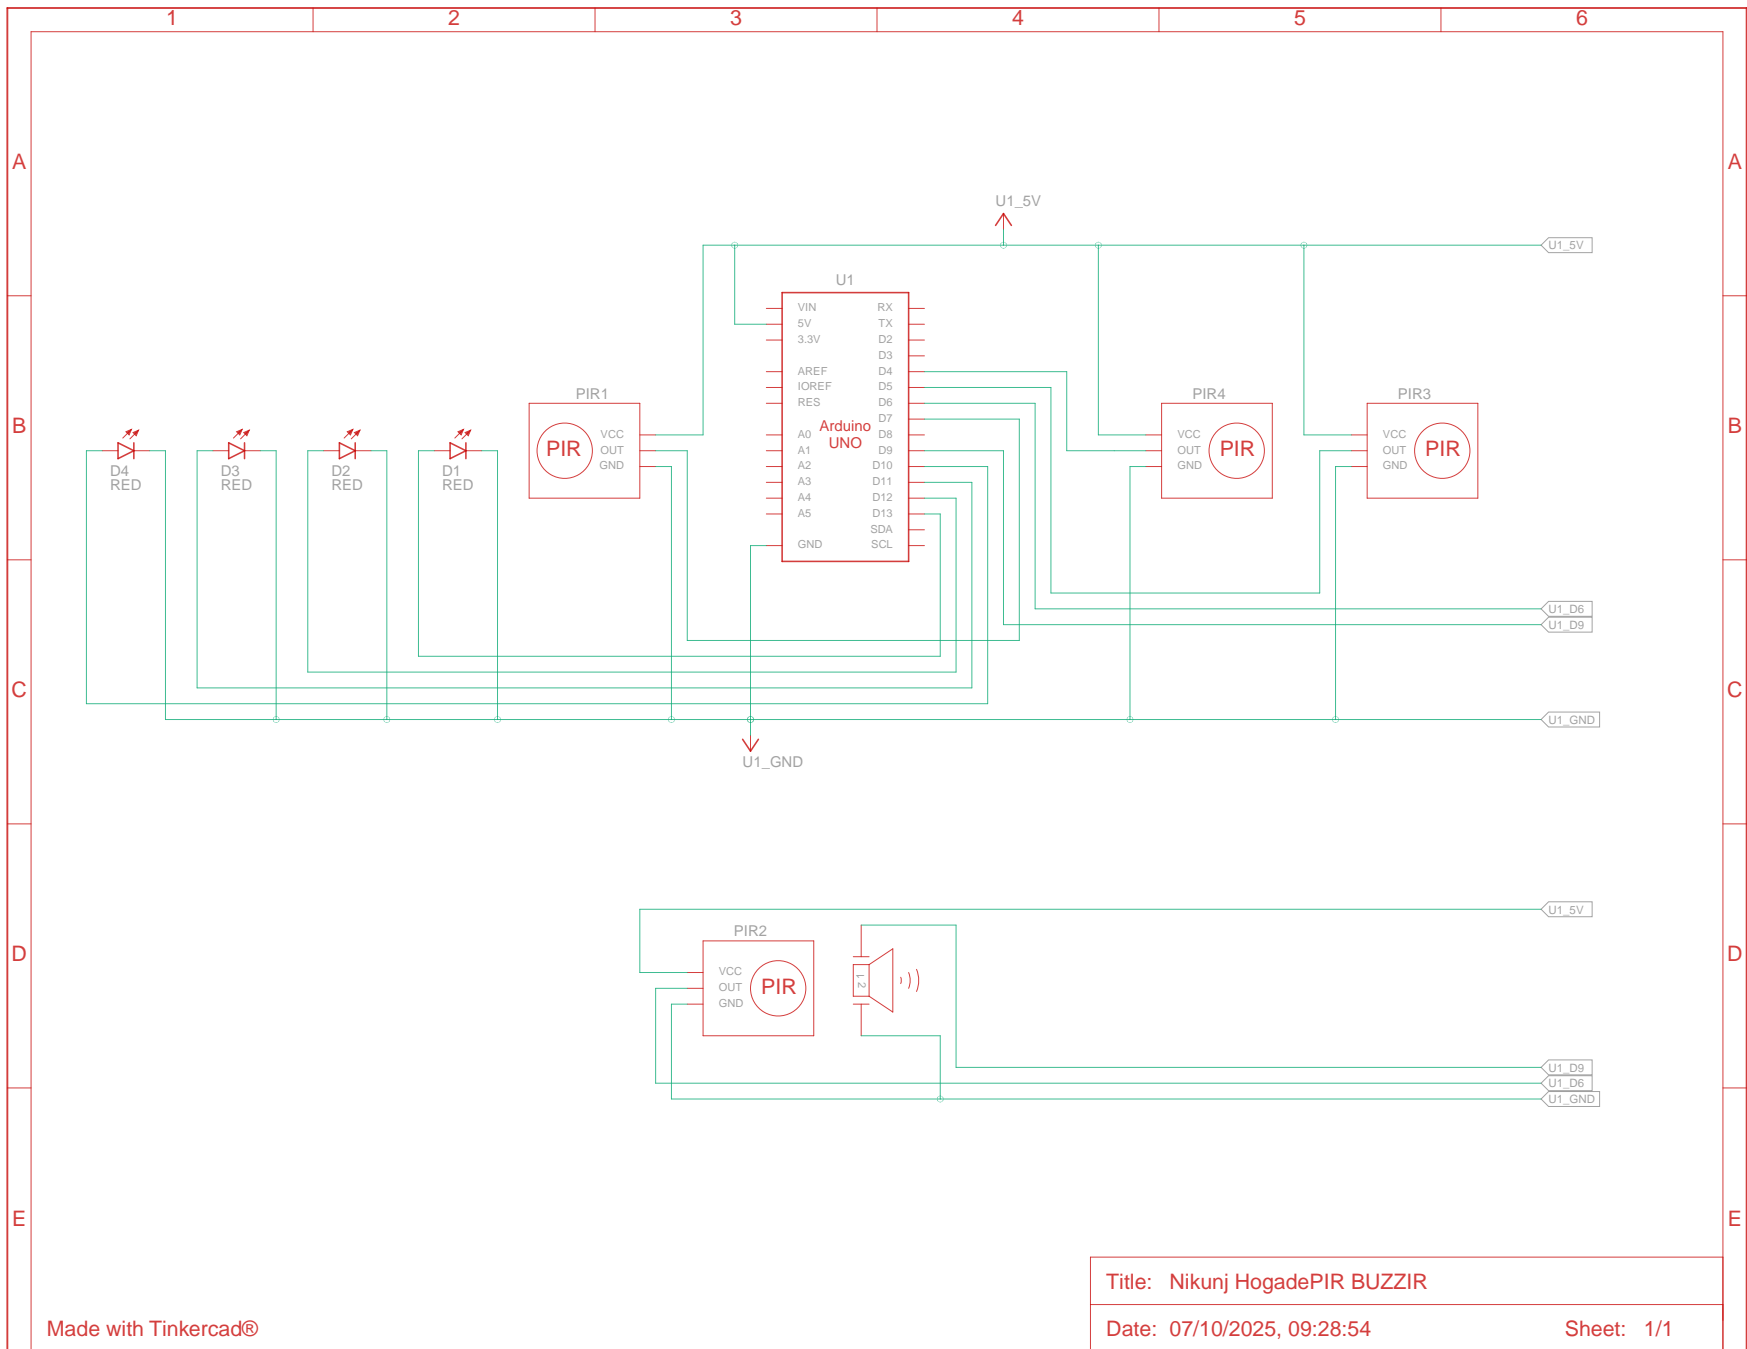 1 2 3 4 5 6
A A
U1_5V
U1_5V
U1
VIN RX
5V TX
3.3V D2
D3
AREF D4
IOREF D5
RES D6
D7
A0 D8
A1 D9
A2 D10
A3 D11
A4 D12
A5 D13
SDA
GND SCL
Arduino
UNO
B B
PIR1
PIR
VCC
OUT
GND
PIR4
VCC
OUT
GND
PIR
PIR3
VCC
OUT
GND
PIR
D4
RED
D3
RED
D2
RED
D1
RED
U1_D6
U1_D9
C C
U1_GND
U1_GND
U1_5V
D D
PIR2
VCC
OUT
GND
PIR
1
2
U1_D9
U1_D6
U1_GND
E E
Title: Nikunj HogadePIR BUZZIR
Made with Tinkercad®
Date: 07/10/2025, 09:28:54 Sheet: 1/1